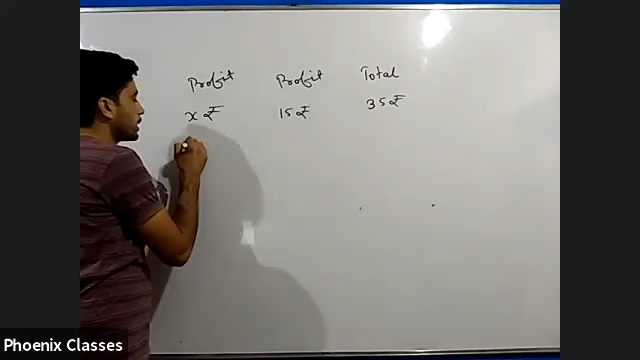 Profit Profit Total
x ₹ 15 ₹ 35 ₹
Phoenix Classes